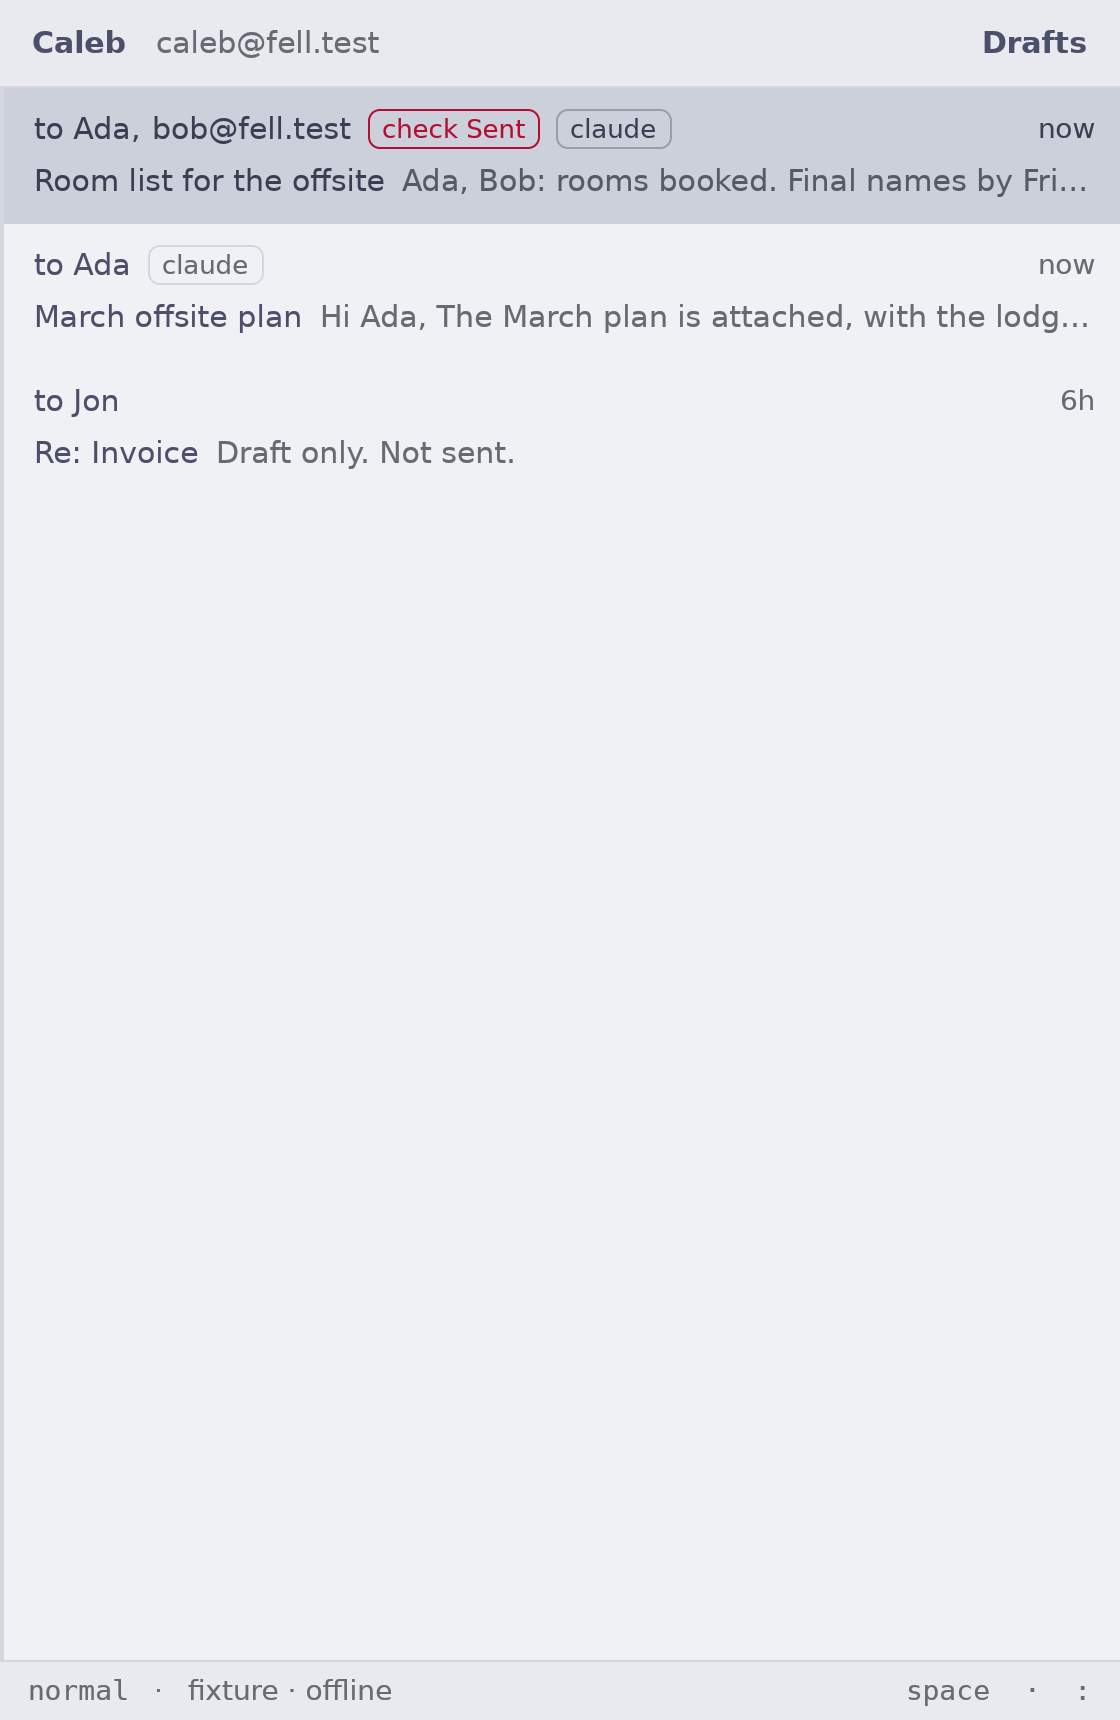 Caleb caleb@fell.test Drafts
to Ada, bob@fell.test check Sent claude now
Room list for the offsite Ada, Bob: rooms booked. Final names by Fri…
to Ada claude now
March offsite plan Hi Ada, The March plan is attached, with the lodg…
to Jon 6h
Re: Invoice Draft only. Not sent.
normal · fixture · offline space · :